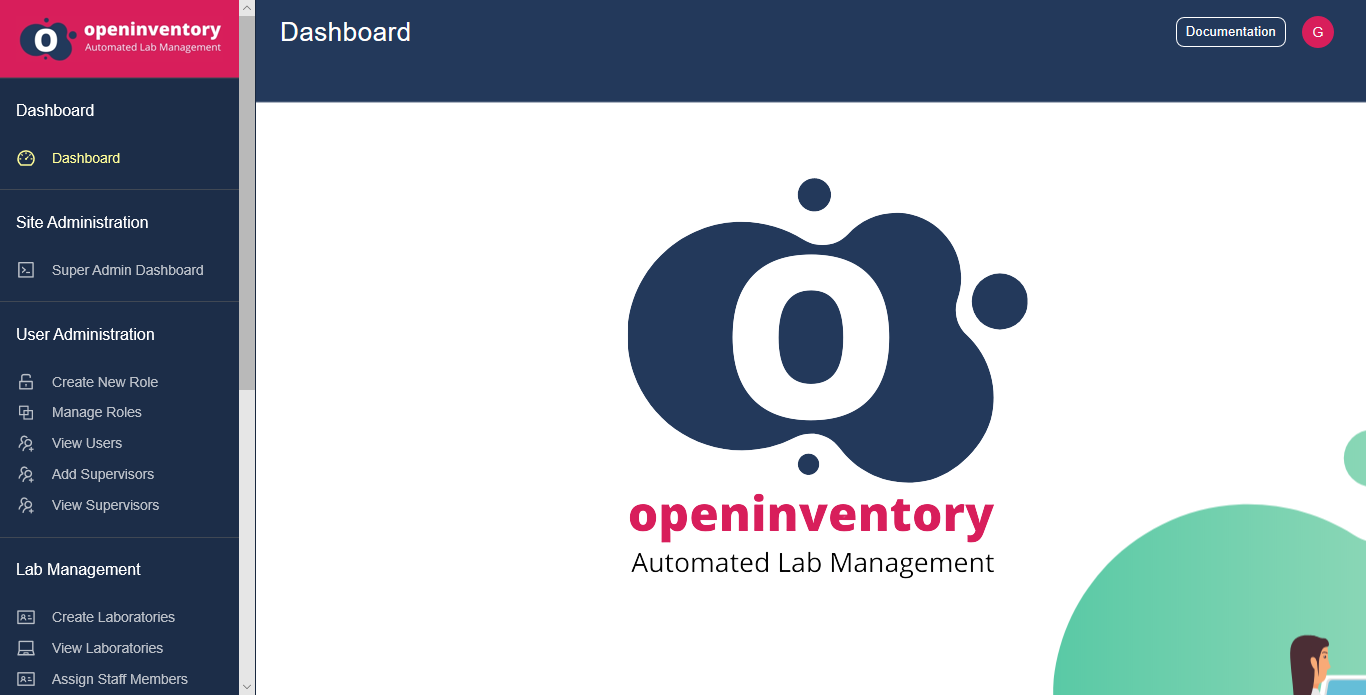 openinventory
Automated Lab Management
Dashboard
Dashboard
Site Administration
Super Admin Dashboard
User Administration
Create New Role
Manage Roles
View Users
Add Supervisors
View Supervisors
Lab Management
Create Laboratories
View Laboratories
Assign Staff Members
Dashboard
Documentation
G
openinventory
Automated Lab Management